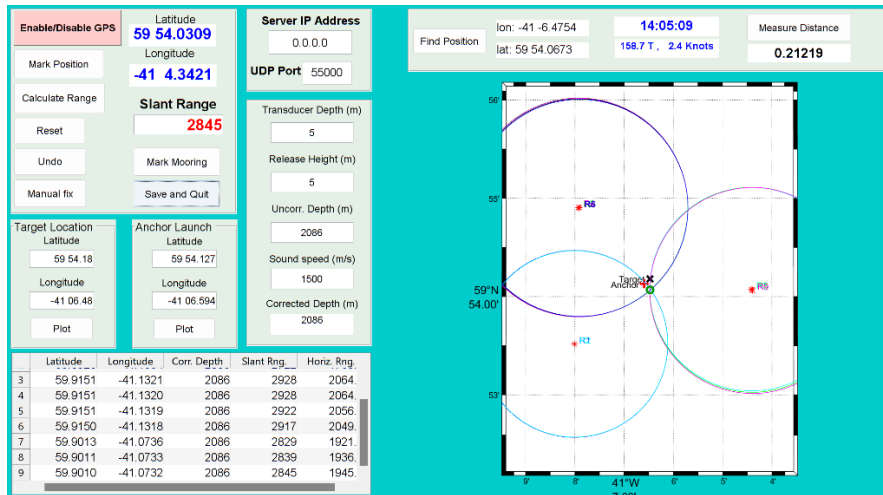 Enable/Disable GPS
Mark Position
Calculate Range
Reset
Undo
Manual fix
Latitude
59 54.0309
Longitude
-41 4.3421
Slant Range
2845
Mark Mooring
Save and Quit
Server IP Address
0.0.0.0
UDP Port 55000
Transducer Depth (m)
5
Release Height (m)
5
Uncorr. Depth (m)
2086
Sound speed (m/s)
1500
Corrected Depth (m)
2086
Target Location
Latitude
59 54.18
Longitude
-41 06.48
Plot
Anchor Launch
Latitude
59 54.127
Longitude
-41 06.594
Plot
Latitude Longitude Corr. Depth Slant Rng. Horiz. Rng.
3 59.9151 -41.1321 2086 2928 2064.
4 59.9151 -41.1320 2086 2928 2064.
5 59.9151 -41.1319 2086 2922 2056.
6 59.9150 -41.1318 2086 2917 2049.
7 59.9013 -41.0736 2086 2829 1921.
8 59.9011 -41.0733 2086 2839 1936.
9 59.9010 -41.0732 2086 2845 1945.
Find Position
lon: -41 -6.4754
lat: 59 54.0673
14:05:09
158.7 T , 2.4 Knots
Measure Distance
0.21219
56'
55'
59°N
54.00'
53'
Target
Anchor
9' 8' 41°W 6' 5' 4'